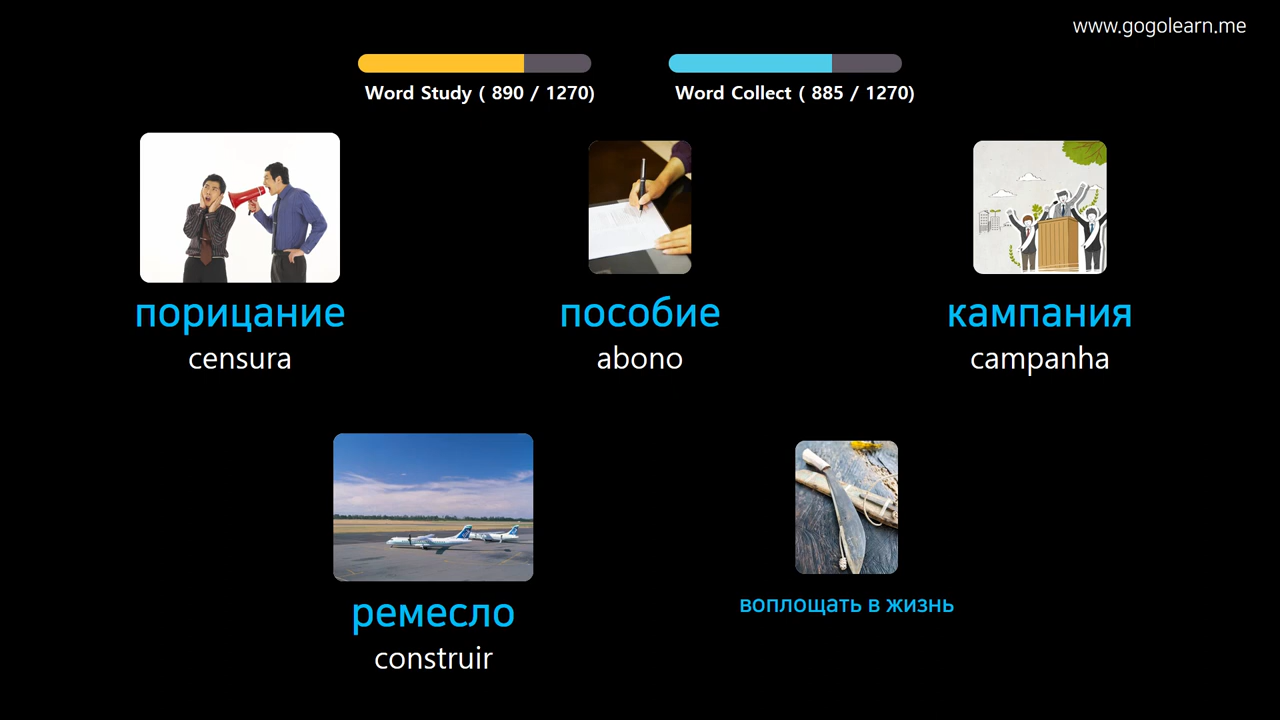 www.gogolearn.me
Word Study ( 890 / 1270)
Word Collect ( 885 / 1270)
порицание
censura
пособие
abono
кампания
campanha
ремесло
construir
воплощать в жизнь